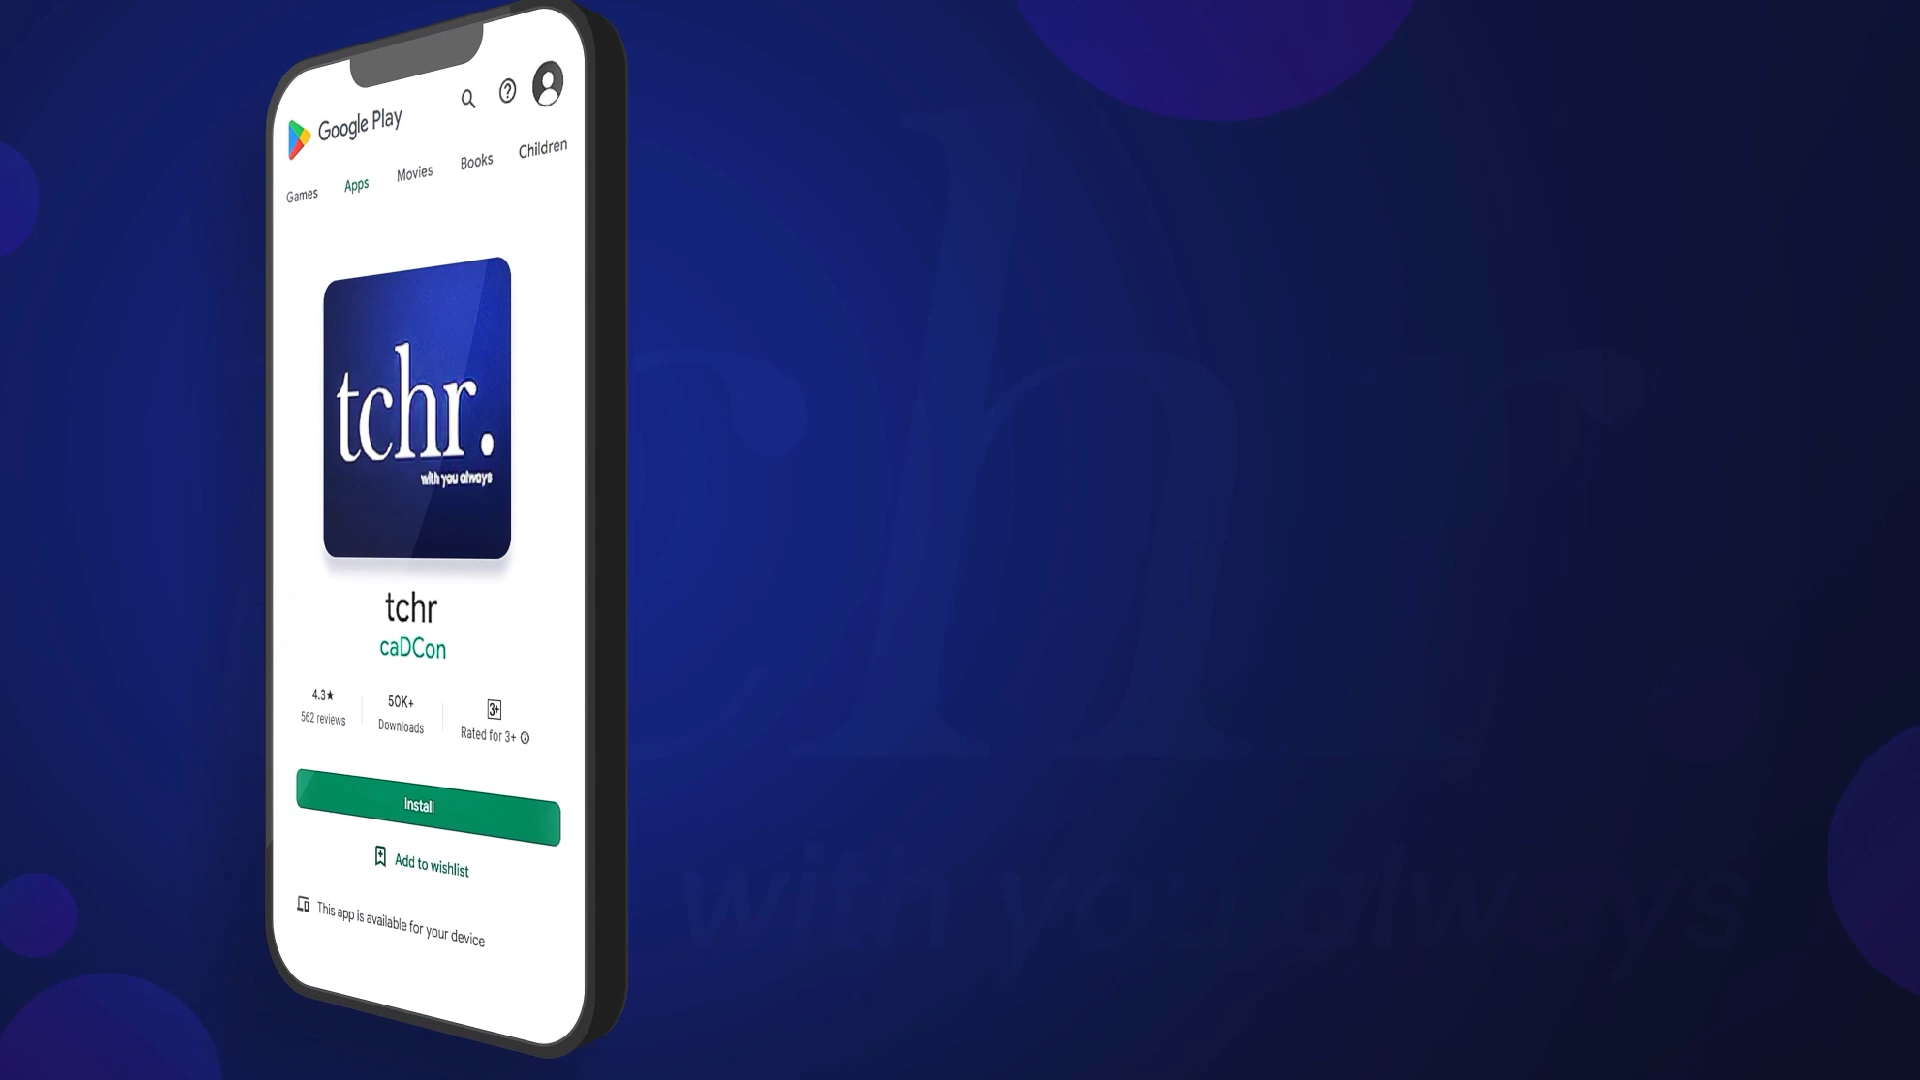 Google Play
Games Apps Movies Books Children
tchr.
with you always
tchr
caDCon
4.3★ 50K+ 3+
562 reviews Downloads Rated for 3+
Install
Add to wishlist
This app is available for your device
tchr.
with you always